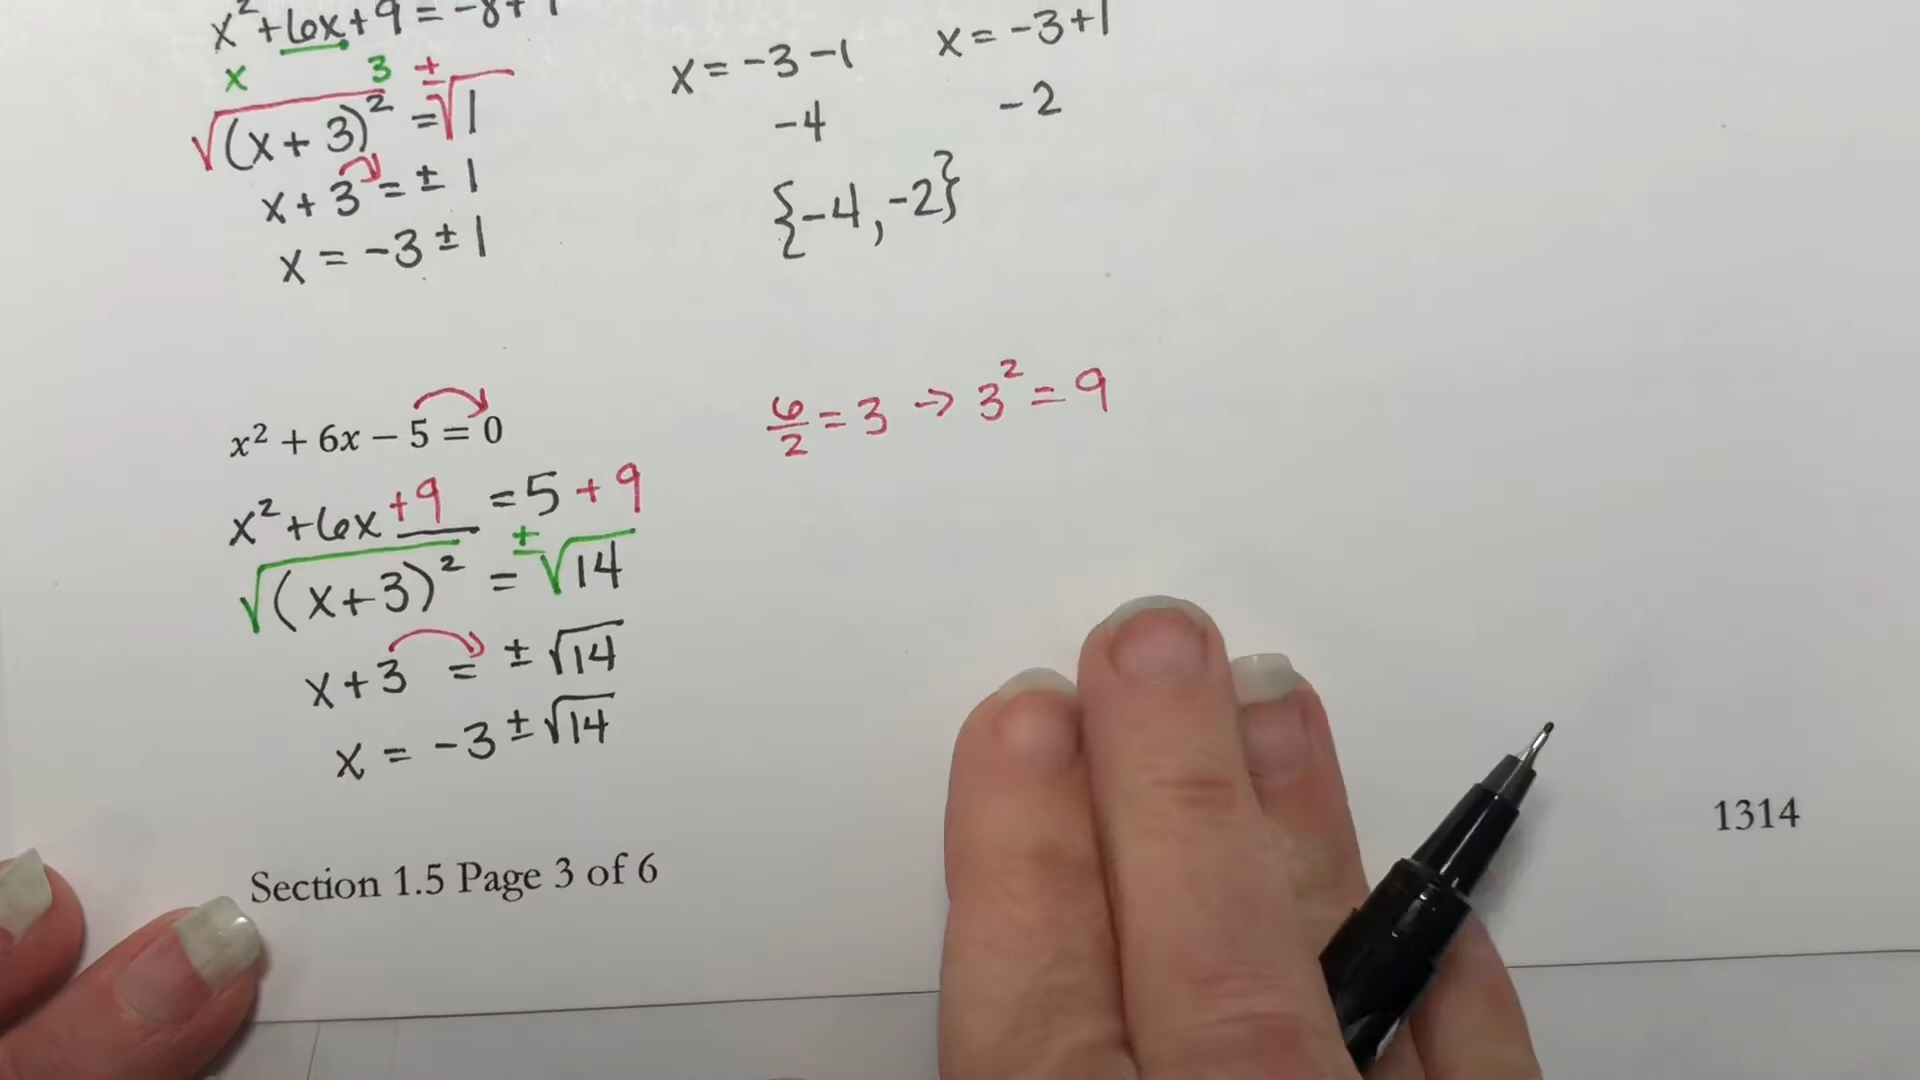 x² + 6x + 9 = -8 + 1
x 3 ±
√(x + 3)² = √1
x + 3 = ± 1
x = -3 ± 1
x = -3 - 1
-4
x = -3 + 1
-2
{-4, -2}
x² + 6x − 5 = 0
x² + 6x + 9 = 5 + 9
√(x+3)² = ±√14
x + 3 = ± √14
x = -3 ± √14
6/2 = 3 → 3² = 9
Section 1.5 Page 3 of 6
1314